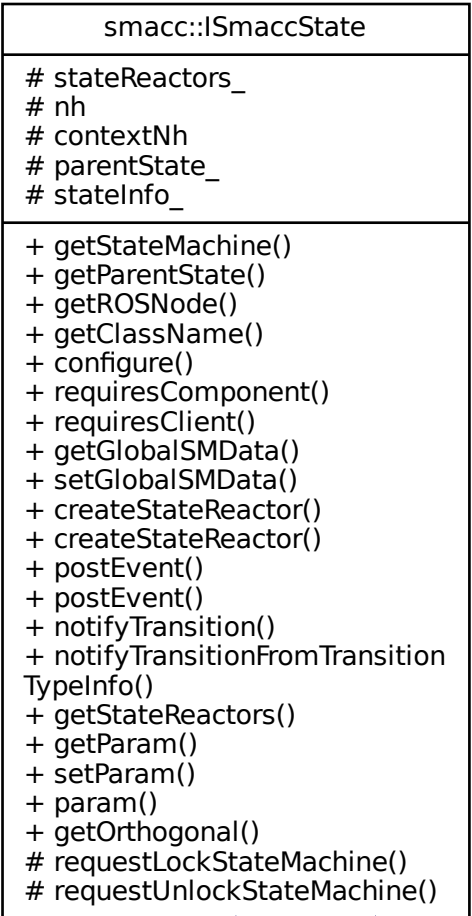 smacc::ISmaccState
# stateReactors_
# nh
# contextNh
# parentState_
# stateInfo_
+ getStateMachine()
+ getParentState()
+ getROSNode()
+ getClassName()
+ configure()
+ requiresComponent()
+ requiresClient()
+ getGlobalSMData()
+ setGlobalSMData()
+ createStateReactor()
+ createStateReactor()
+ postEvent()
+ postEvent()
+ notifyTransition()
+ notifyTransitionFromTransition
TypeInfo()
+ getStateReactors()
+ getParam()
+ setParam()
+ param()
+ getOrthogonal()
# requestLockStateMachine()
# requestUnlockStateMachine()